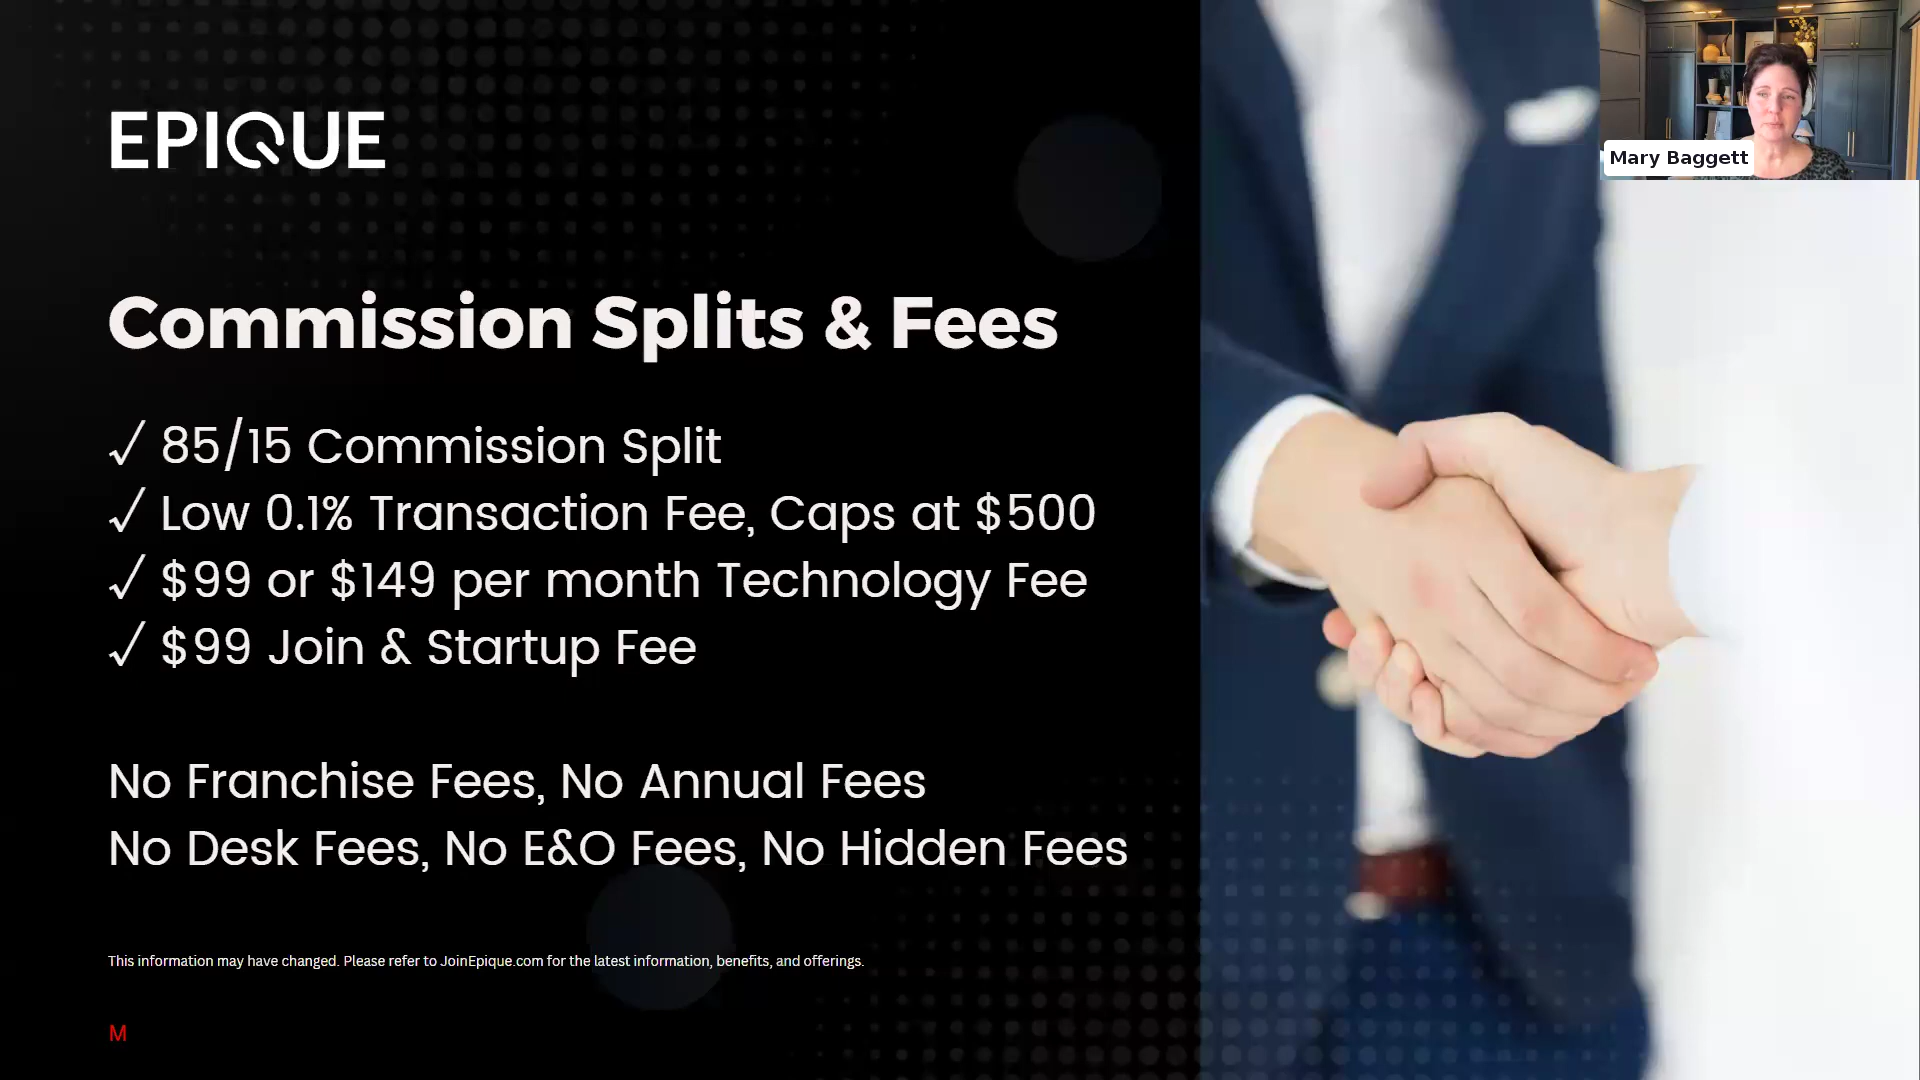 EPIQUE
Mary Baggett
Commission Splits & Fees
✓ 85/15 Commission Split
✓ Low 0.1% Transaction Fee, Caps at $500
✓ $99 or $149 per month Technology Fee
✓ $99 Join & Startup Fee
No Franchise Fees, No Annual Fees
No Desk Fees, No E&O Fees, No Hidden Fees
This information may have changed. Please refer to JoinEpique.com for the latest information, benefits, and offerings.
M